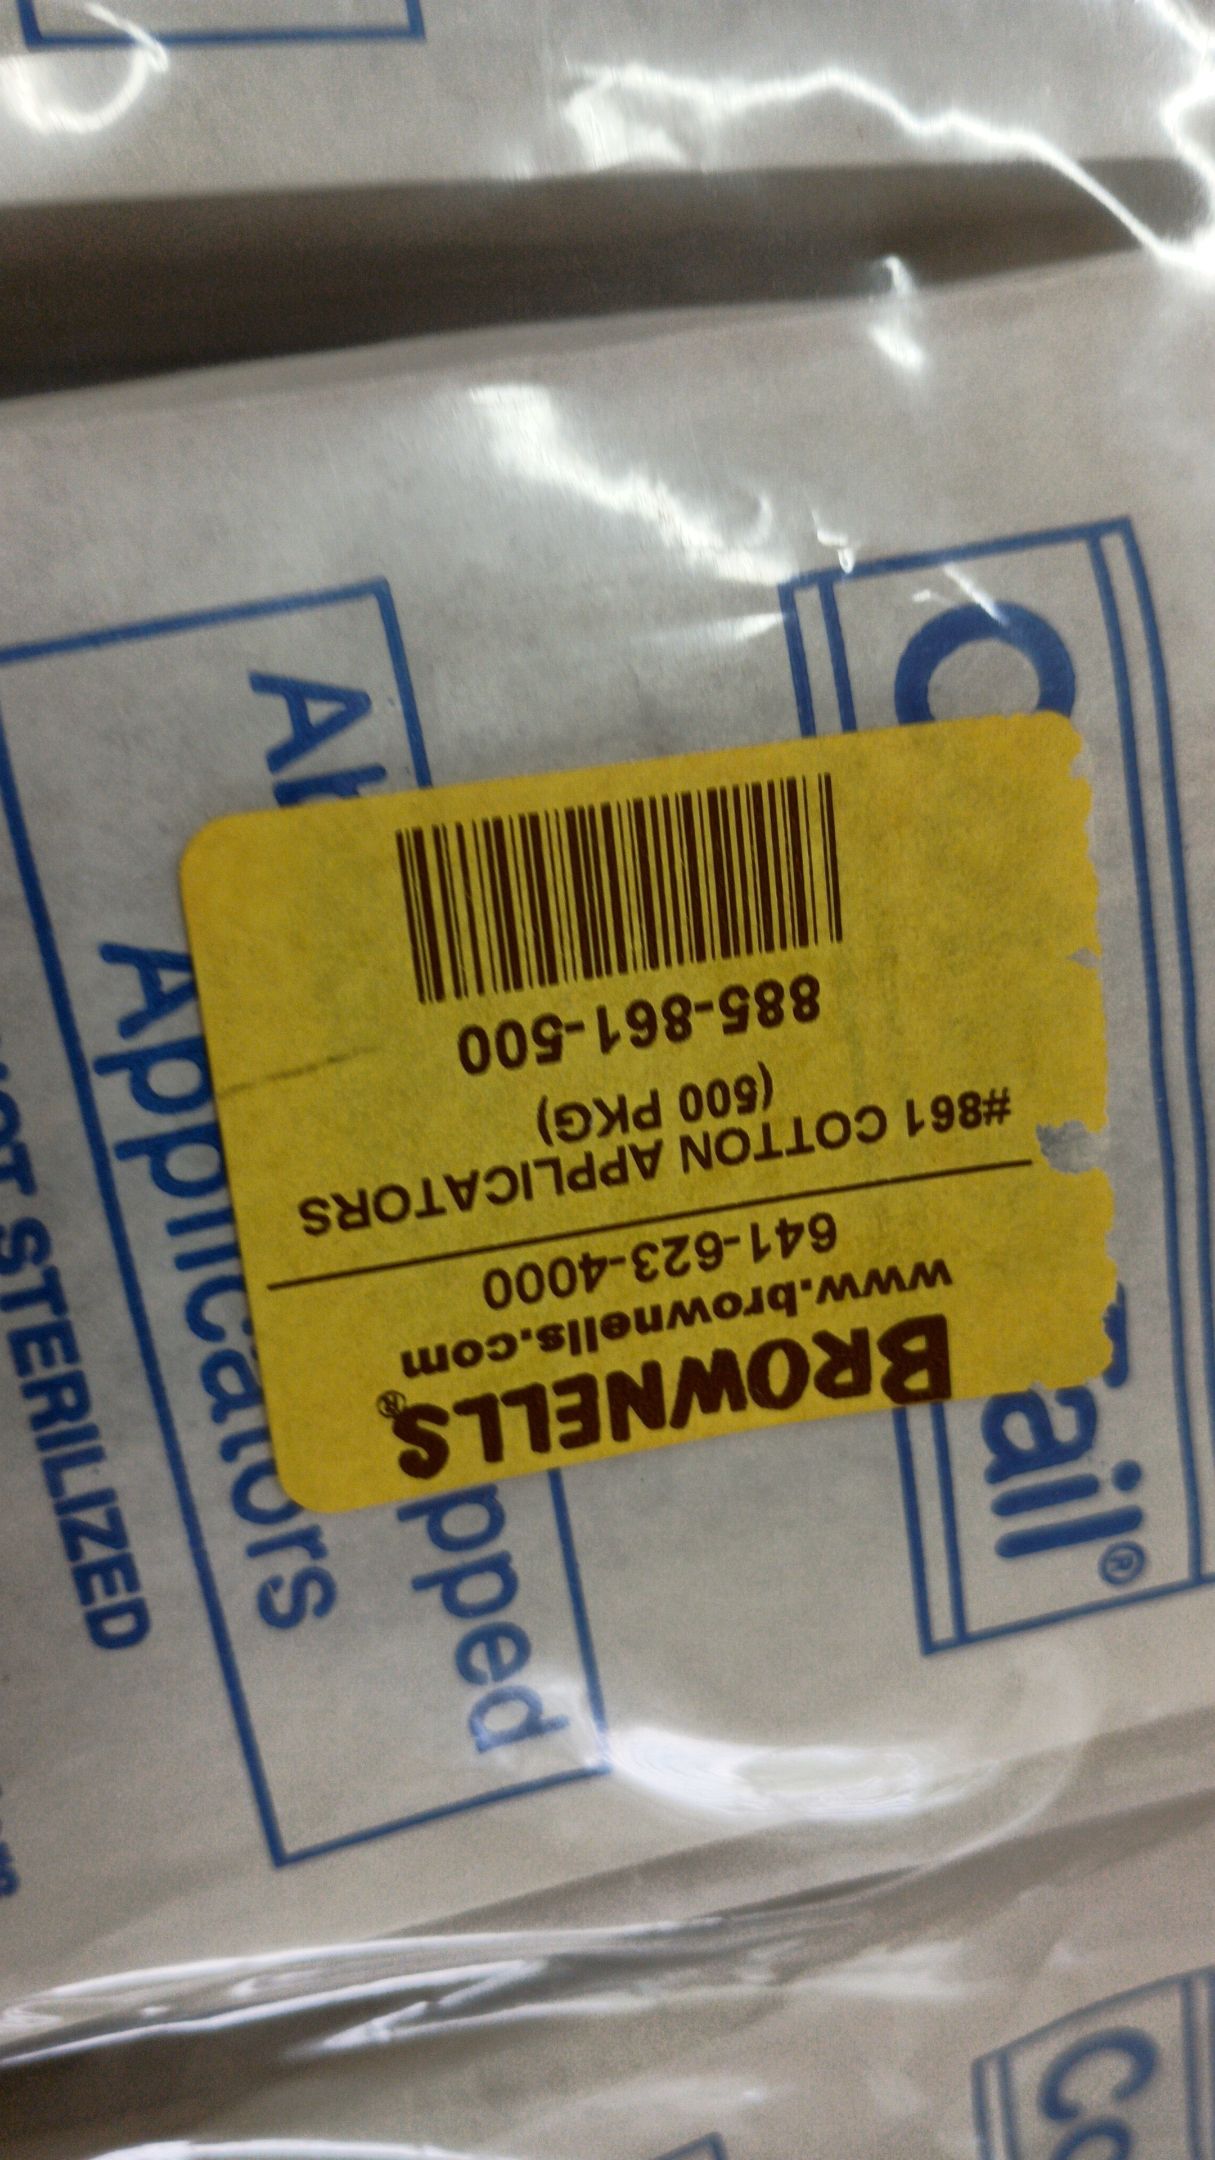 BROWNELLS®
www.brownells.com
641-623-4000
#861 COTTON APPLICATORS
(500 PKG)
885-861-500
ail®
pped
Applicators
NOT STERILIZED